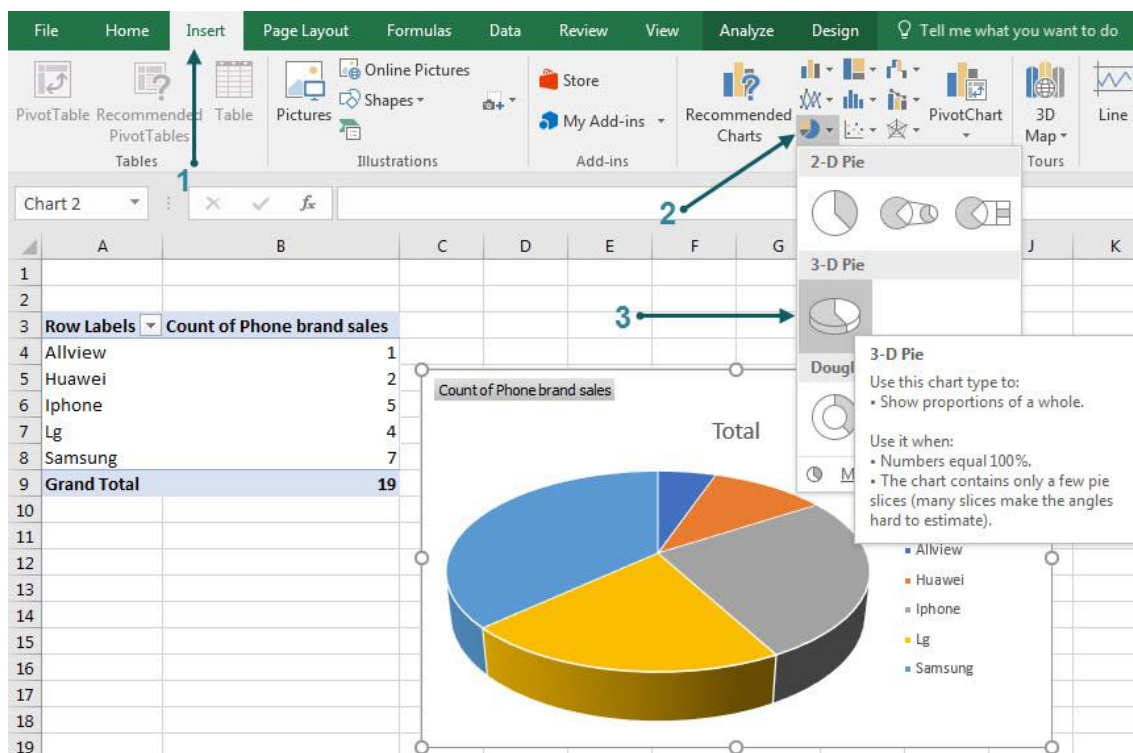 File Home Insert Page Layout Formulas Data Review View Analyze Design Tell me what you want to do
PivotTable
Recommended
PivotTables
Table
Tables
Pictures
Online Pictures
Shapes
Illustrations
Store
My Add-ins
Add-ins
Recommended
Charts
PivotChart
3D
Map
Tours
Line
1
2
3
Chart 2
fx
2-D Pie
3-D Pie
Dough
3-D Pie
Use this chart type to:
• Show proportions of a whole.
Use it when:
• Numbers equal 100%.
• The chart contains only a few pie
slices (many slices make the angles
hard to estimate).
A B C D E F G J K
1
2
3 Row Labels Count of Phone brand sales
4 Allview 1
5 Huawei 2
6 Iphone 5
7 Lg 4
8 Samsung 7
9 Grand Total 19
10
11
12
13
14
15
16
17
18
19
Count of Phone brand sales
Total
Allview
Huawei
Iphone
Lg
Samsung